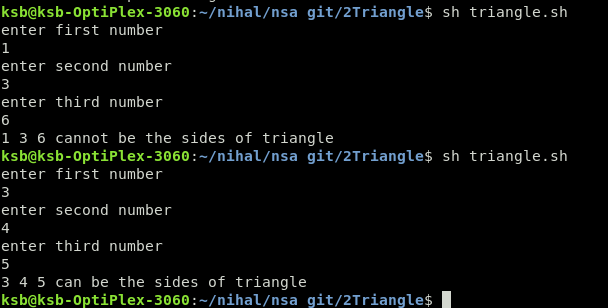 ksb@ksb-OptiPlex-3060:~/nihal/nsa git/2Triangle$ sh triangle.sh
enter first number
1
enter second number
3
enter third number
6
1 3 6 cannot be the sides of triangle
ksb@ksb-OptiPlex-3060:~/nihal/nsa git/2Triangle$ sh triangle.sh
enter first number
3
enter second number
4
enter third number
5
3 4 5 can be the sides of triangle
ksb@ksb-OptiPlex-3060:~/nihal/nsa git/2Triangle$